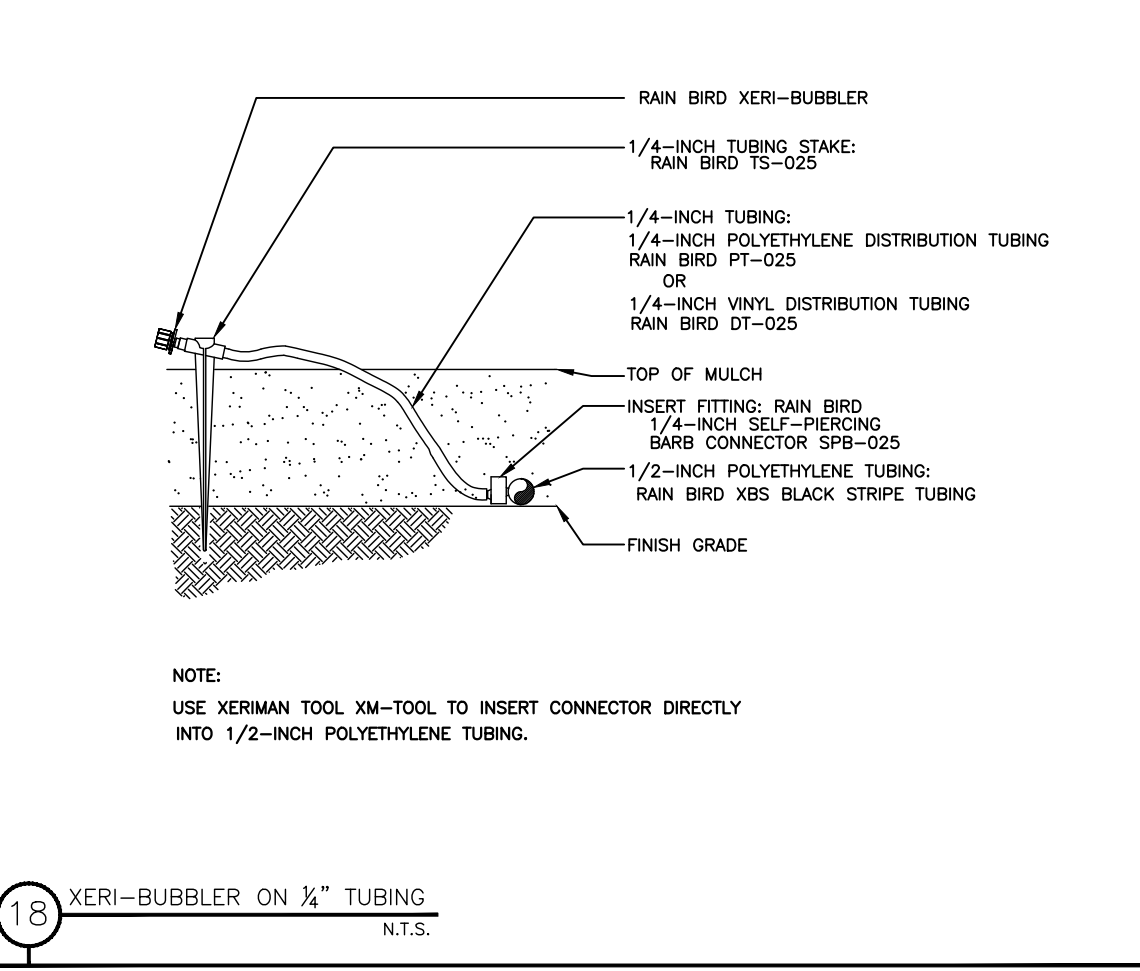 RAIN BIRD XERI-BUBBLER
1/4-INCH TUBING STAKE:
RAIN BIRD TS-025
1/4-INCH TUBING:
1/4-INCH POLYETHYLENE DISTRIBUTION TUBING
RAIN BIRD PT-025
OR
1/4-INCH VINYL DISTRIBUTION TUBING
RAIN BIRD DT-025
TOP OF MULCH
INSERT FITTING: RAIN BIRD
1/4-INCH SELF-PIERCING
BARB CONNECTOR SPB-025
1/2-INCH POLYETHYLENE TUBING:
RAIN BIRD XBS BLACK STRIPE TUBING
FINISH GRADE
NOTE:
USE XERIMAN TOOL XM-TOOL TO INSERT CONNECTOR DIRECTLY
INTO 1/2-INCH POLYETHYLENE TUBING.
18 XERI-BUBBLER ON ¼" TUBING
N.T.S.